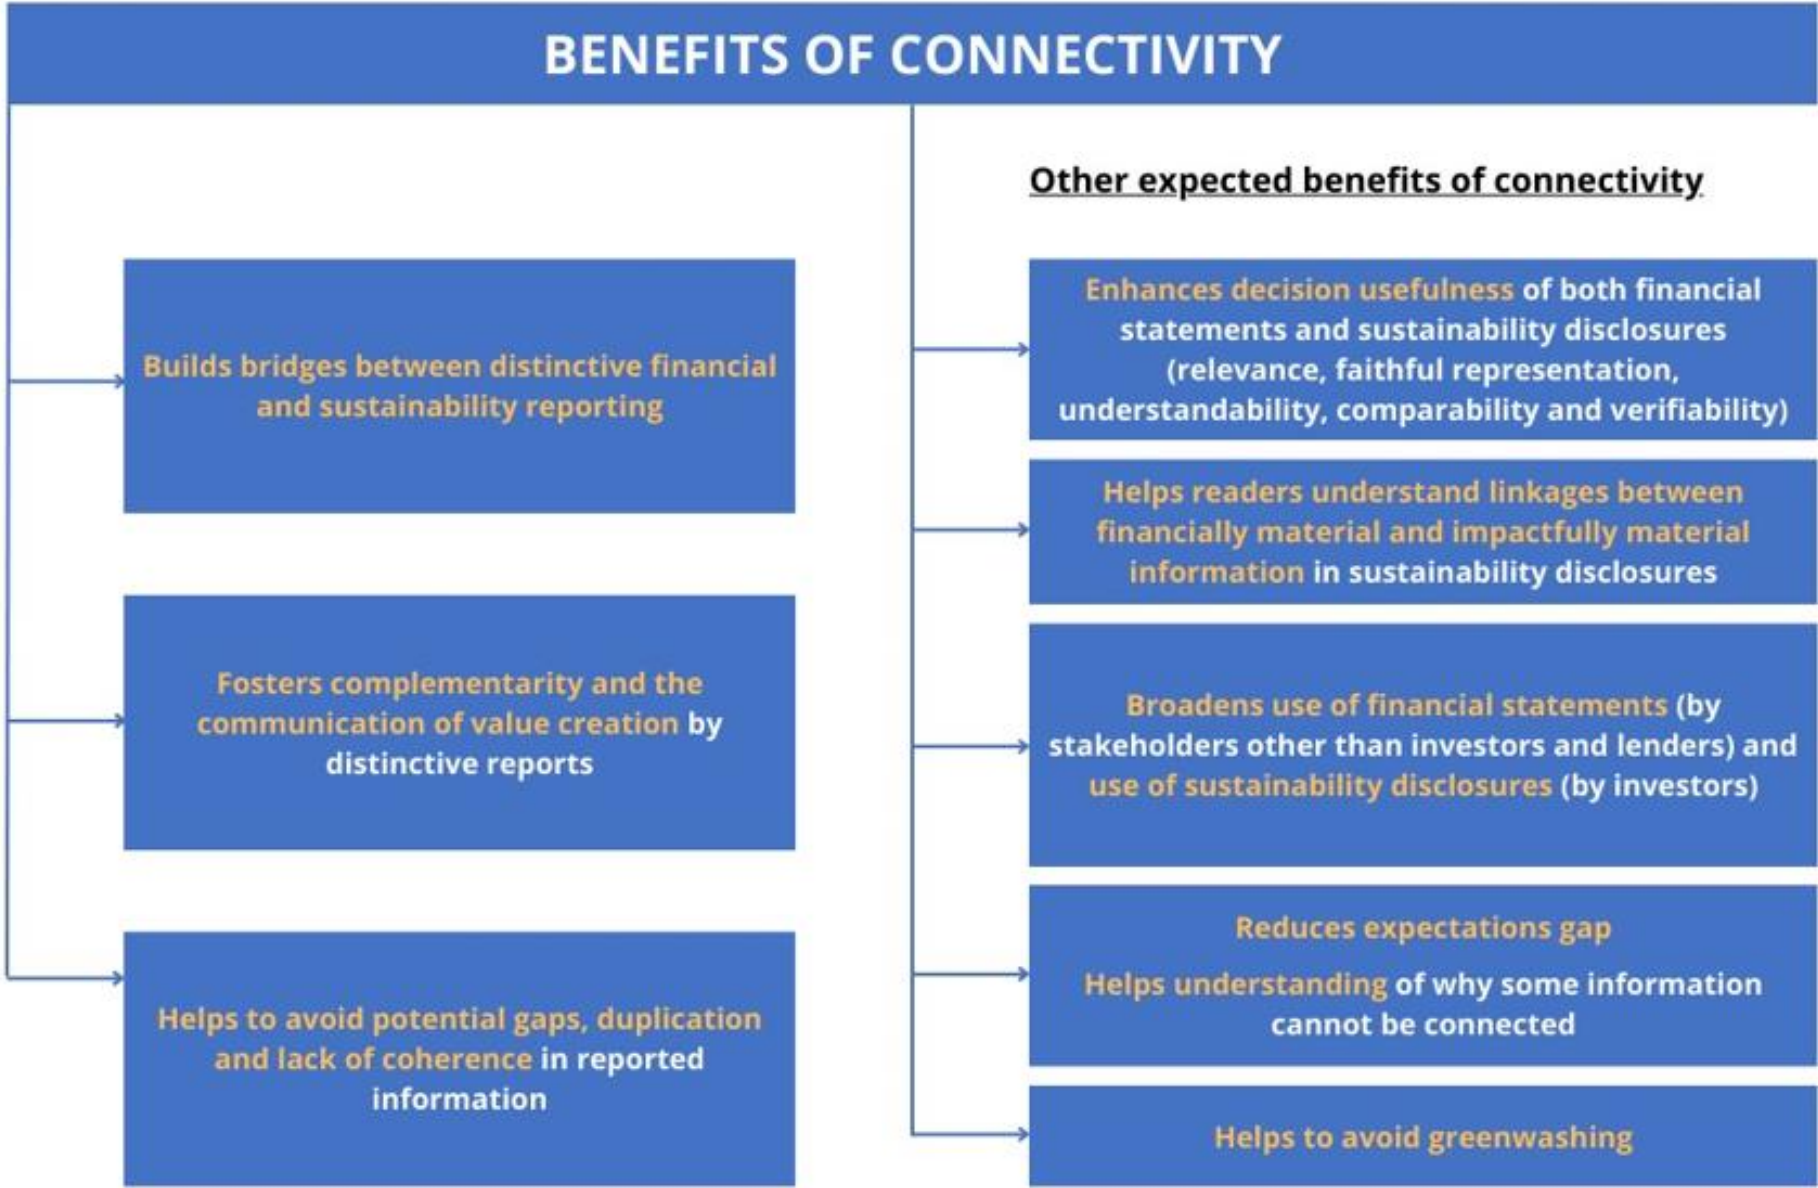 BENEFITS OF CONNECTIVITY
Builds bridges between distinctive financial
and sustainability reporting
Fosters complementarity and the
communication of value creation by
distinctive reports
Helps to avoid potential gaps, duplication
and lack of coherence in reported
information
Other expected benefits of connectivity
Enhances decision usefulness of both financial
statements and sustainability disclosures
(relevance, faithful representation,
understandability, comparability and verifiability)
Helps readers understand linkages between
financially material and impactfully material
information in sustainability disclosures
Broadens use of financial statements (by
stakeholders other than investors and lenders) and
use of sustainability disclosures (by investors)
Reduces expectations gap
Helps understanding of why some information
cannot be connected
Helps to avoid greenwashing